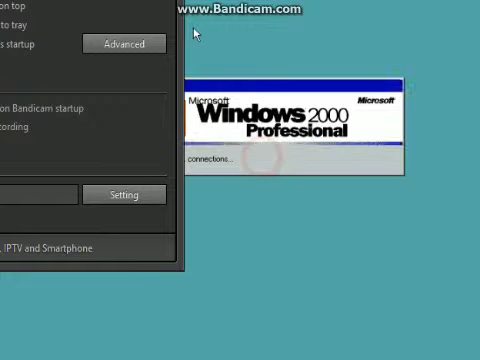 www.Bandicam.com
on top
to tray
s startup
Advanced
on Bandicam startup
cording
Setting
, IPTV and Smartphone
Microsoft
Microsoft
Windows 2000
Professional
connections...